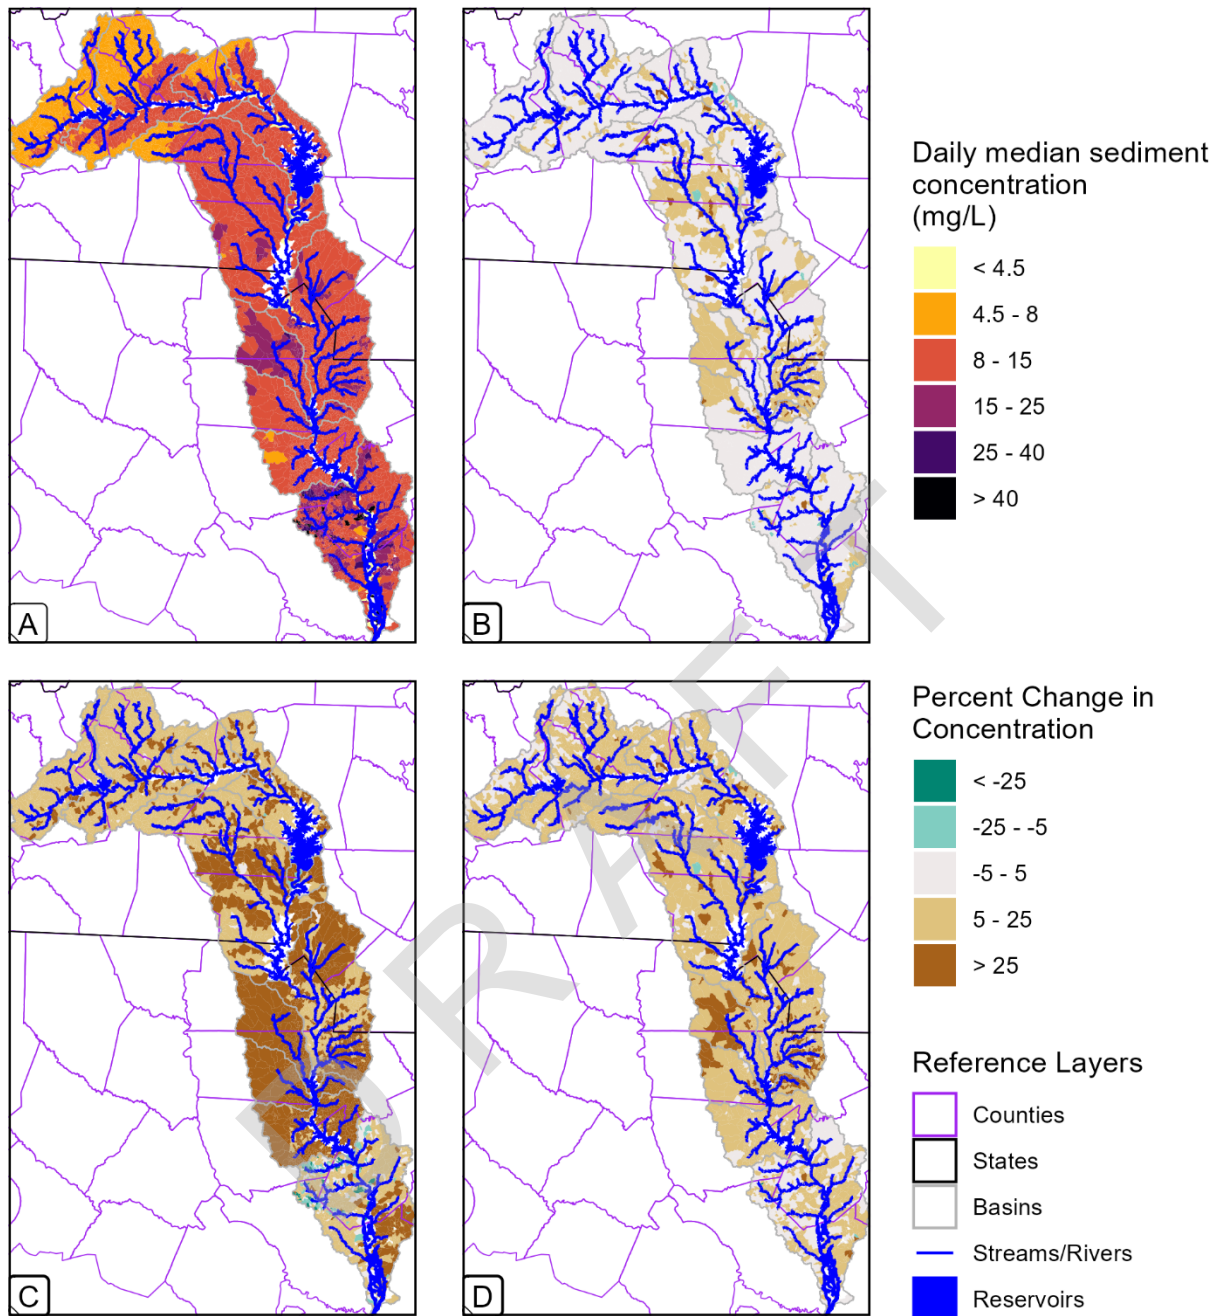 A
B
Daily median sediment
concentration
(mg/L)
< 4.5
4.5 - 8
8 - 15
15 - 25
25 - 40
> 40
C
D
Percent Change in
Concentration
< -25
-25 - -5
-5 - 5
5 - 25
> 25
Reference Layers
Counties
States
Basins
Streams/Rivers
Reservoirs
DRAFT